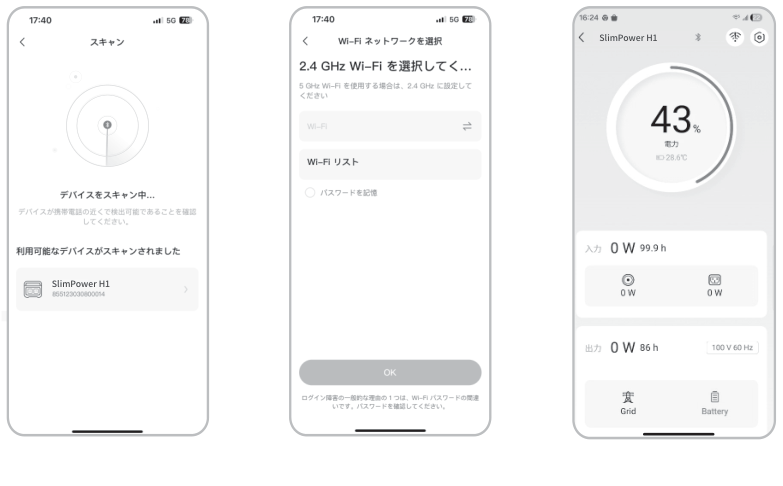 17:40
5G 78
スキャン
デバイスをスキャン中...
デバイスが携帯電話の近くで検出可能であることを確認
してください。
利用可能なデバイスがスキャンされました
SlimPower H1
17:40
5G 78
Wi-Fi ネットワークを選択
2.4 GHz Wi-Fi を選択してく...
5 GHz Wi-Fi を使用する場合は、2.4 GHz に設定して
ください
Wi-Fi
Wi-Fi リスト
パスワードを記憶
OK
ログイン障害の一般的な理由の 1 つは、Wi-Fi パスワードの間違
いです。パスワードを確認してください。
16:24
SlimPower H1
43%
電力
28.6℃
入力 0 W 99.9 h
0 W
0 W
出力 0 W 86 h
100 V 60 Hz
Grid
Battery